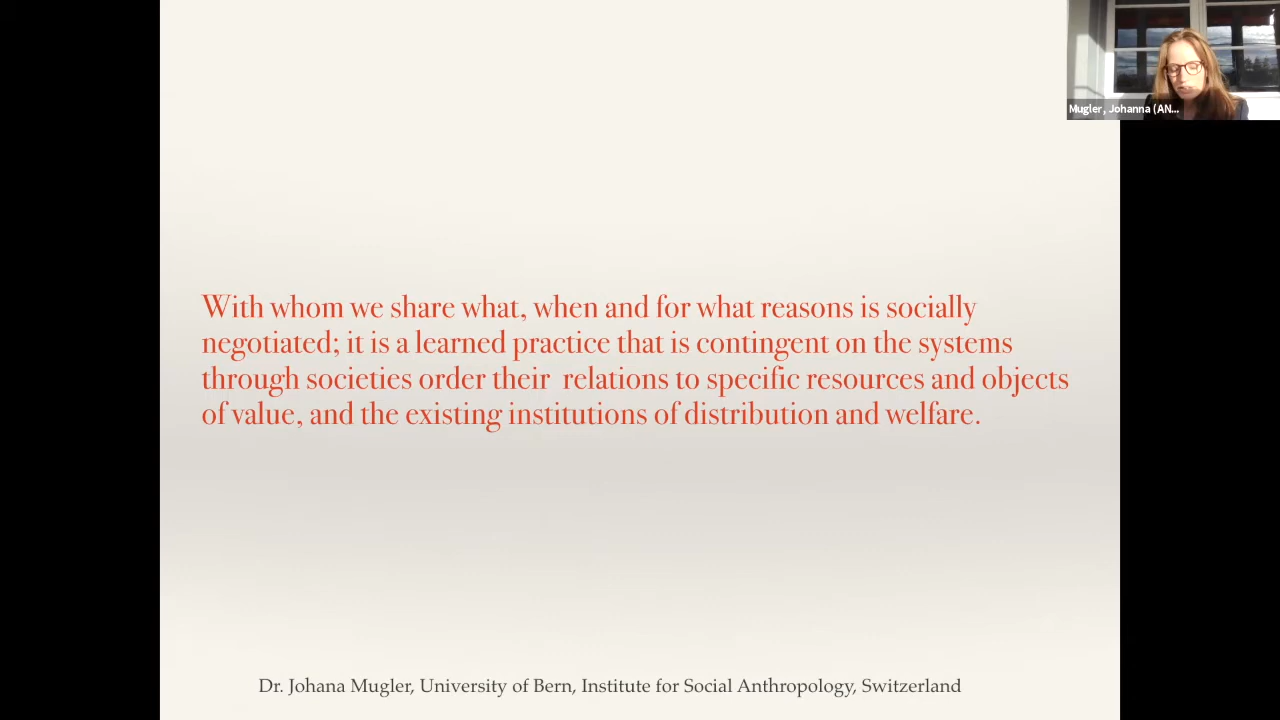 Mugler, Johanna (AN...
With whom we share what, when and for what reasons is socially
negotiated; it is a learned practice that is contingent on the systems
through societies order their  relations to specific resources and objects
of value, and the existing institutions of distribution and welfare.
Dr. Johana Mugler, University of Bern, Institute for Social Anthropology, Switzerland